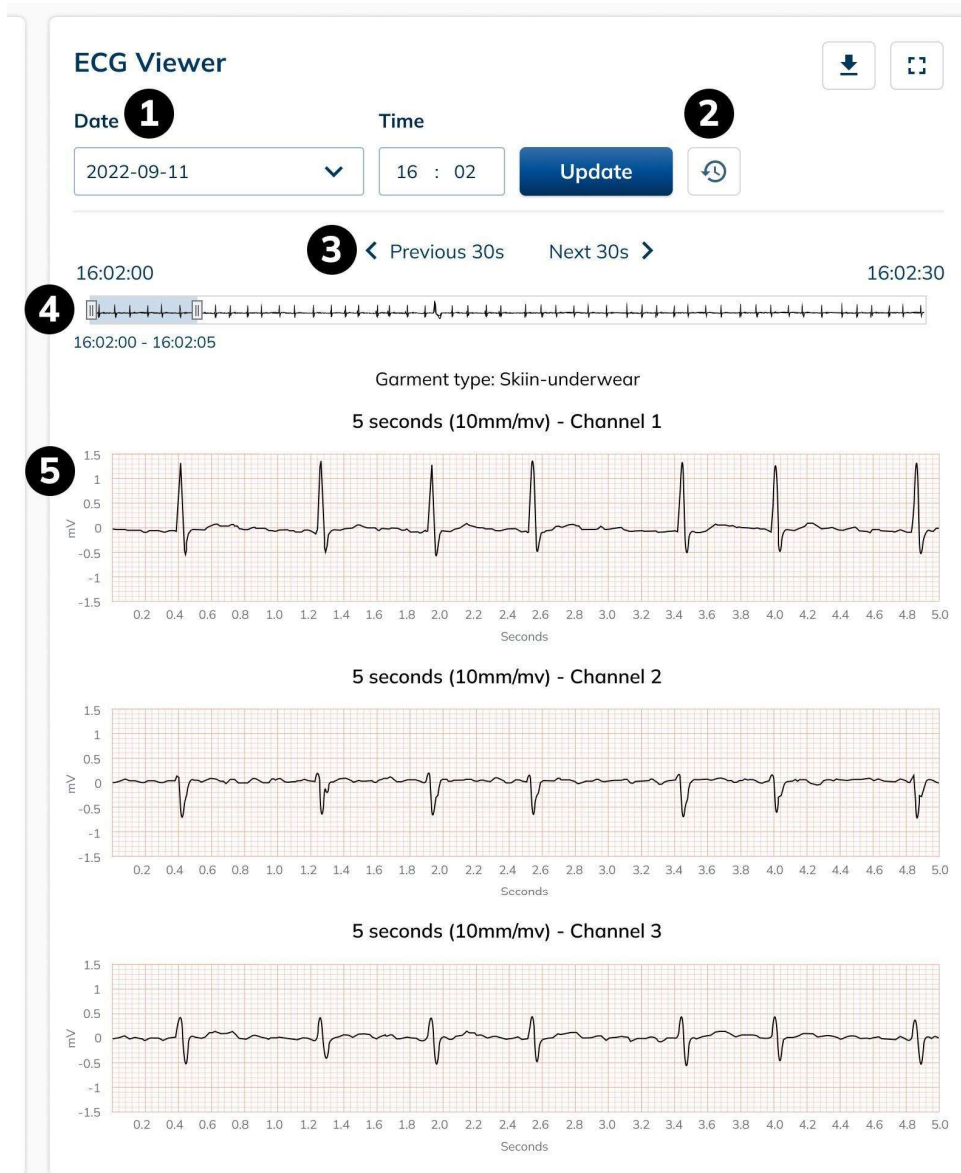 ECG Viewer
Date 1 Time 2
2022-09-11 16 : 02 Update
3 Previous 30s Next 30s
16:02:00 16:02:30
4
16:02:00 - 16:02:05
Garment type: Skiin-underwear
5 seconds (10mm/mv) - Channel 1
5
1.5
1
0.5
0
-0.5
-1
-1.5
mV
0.2 0.4 0.6 0.8 1.0 1.2 1.4 1.6 1.8 2.0 2.2 2.4 2.6 2.8 3.0 3.2 3.4 3.6 3.8 4.0 4.2 4.4 4.6 4.8 5.0
Seconds
5 seconds (10mm/mv) - Channel 2
1.5
1
0.5
0
-0.5
-1
-1.5
mV
0.2 0.4 0.6 0.8 1.0 1.2 1.4 1.6 1.8 2.0 2.2 2.4 2.6 2.8 3.0 3.2 3.4 3.6 3.8 4.0 4.2 4.4 4.6 4.8 5.0
Seconds
5 seconds (10mm/mv) - Channel 3
1.5
1
0.5
0
-0.5
-1
-1.5
mV
0.2 0.4 0.6 0.8 1.0 1.2 1.4 1.6 1.8 2.0 2.2 2.4 2.6 2.8 3.0 3.2 3.4 3.6 3.8 4.0 4.2 4.4 4.6 4.8 5.0
Seconds